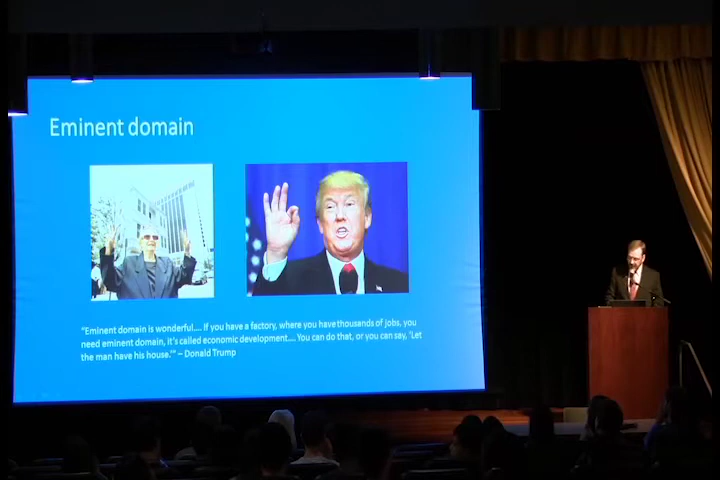 Eminent domain
"Eminent domain is wonderful.... If you have a factory, where you have thousands of jobs, you
need eminent domain, it's called economic development.... You can do that, or you can say, 'Let
the man have his house.'" – Donald Trump